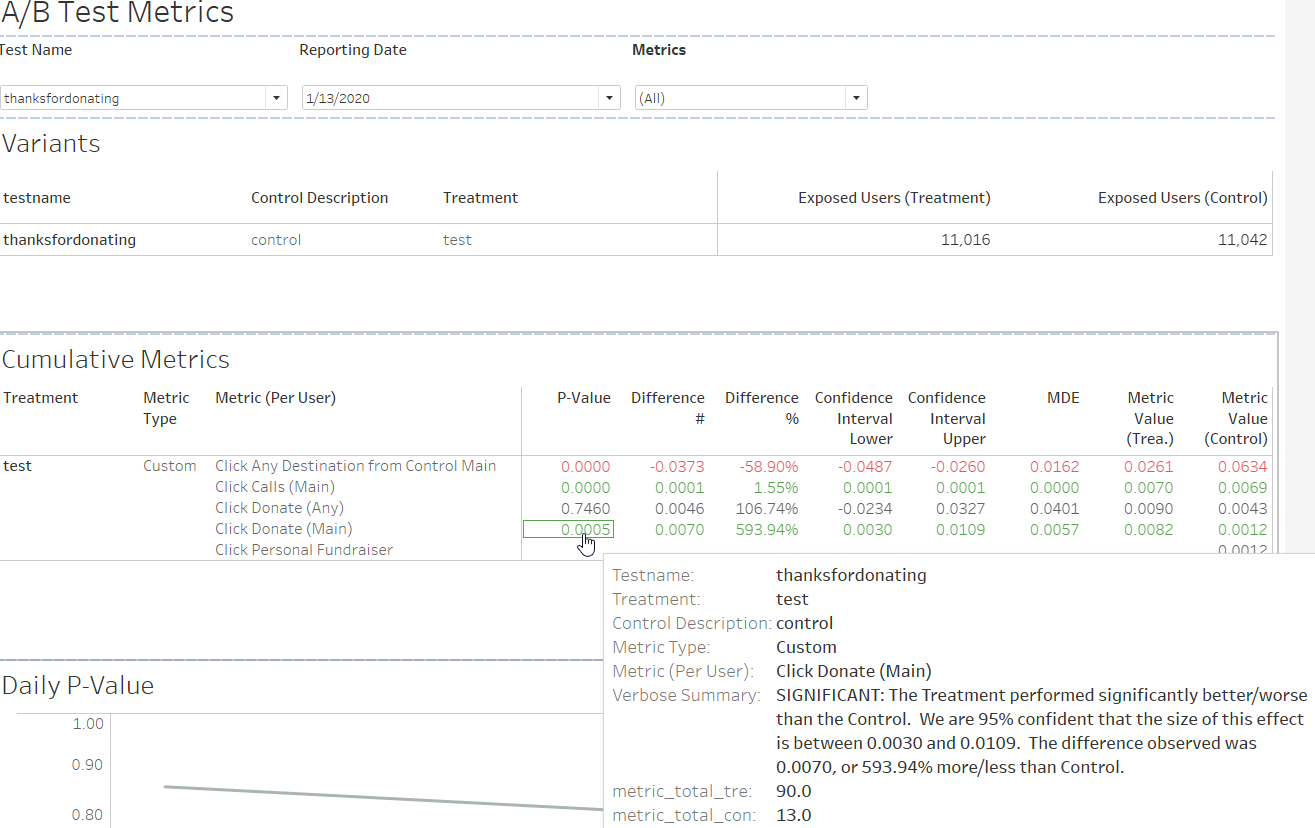 A/B Test Metrics
Test Name Reporting Date Metrics
thanksfordonating 1/13/2020 (All)
Variants
testname Control Description Treatment Exposed Users (Treatment) Exposed Users (Control)
thanksfordonating control test 11,016 11,042
Cumulative Metrics
Treatment Metric Type Metric (Per User) P-Value Difference # Difference % Confidence Interval Lower Confidence Interval Upper MDE Metric Value (Trea.) Metric Value (Control)
test Custom Click Any Destination from Control Main 0.0000 -0.0373 -58.90% -0.0487 -0.0260 0.0162 0.0261 0.0634
Click Calls (Main) 0.0000 0.0001 1.55% 0.0001 0.0001 0.0000 0.0070 0.0069
Click Donate (Any) 0.7460 0.0046 106.74% -0.0234 0.0327 0.0401 0.0090 0.0043
Click Donate (Main) 0.0005 0.0070 593.94% 0.0030 0.0109 0.0057 0.0082 0.0012
Click Personal Fundraiser 0.0012
Testname: thanksfordonating
Treatment: test
Control Description: control
Metric Type: Custom
Metric (Per User): Click Donate (Main)
Verbose Summary: SIGNIFICANT: The Treatment performed significantly better/worse
than the Control. We are 95% confident that the size of this effect
is between 0.0030 and 0.0109. The difference observed was
0.0070, or 593.94% more/less than Control.
metric_total_tre: 90.0
metric_total_con: 13.0
Daily P-Value
1.00
0.90
0.80